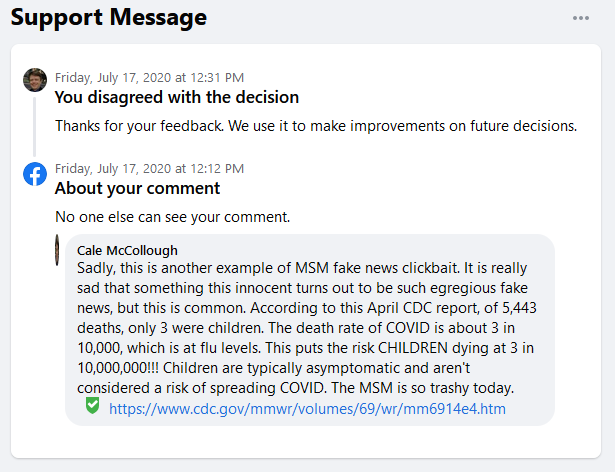 Support Message
Friday, July 17, 2020 at 12:31 PM
You disagreed with the decision
Thanks for your feedback. We use it to make improvements on future decisions.
Friday, July 17, 2020 at 12:12 PM
About your comment
No one else can see your comment.
Cale McCollough
Sadly, this is another example of MSM fake news clickbait. It is really
sad that something this innocent turns out to be such egregious fake
news, but this is common. According to this April CDC report, of 5,443
deaths, only 3 were children. The death rate of COVID is about 3 in
10,000, which is at flu levels. This puts the risk CHILDREN dying at 3 in
10,000,000!!! Children are typically asymptomatic and aren't
considered a risk of spreading COVID. The MSM is so trashy today.
https://www.cdc.gov/mmwr/volumes/69/wr/mm6914e4.htm